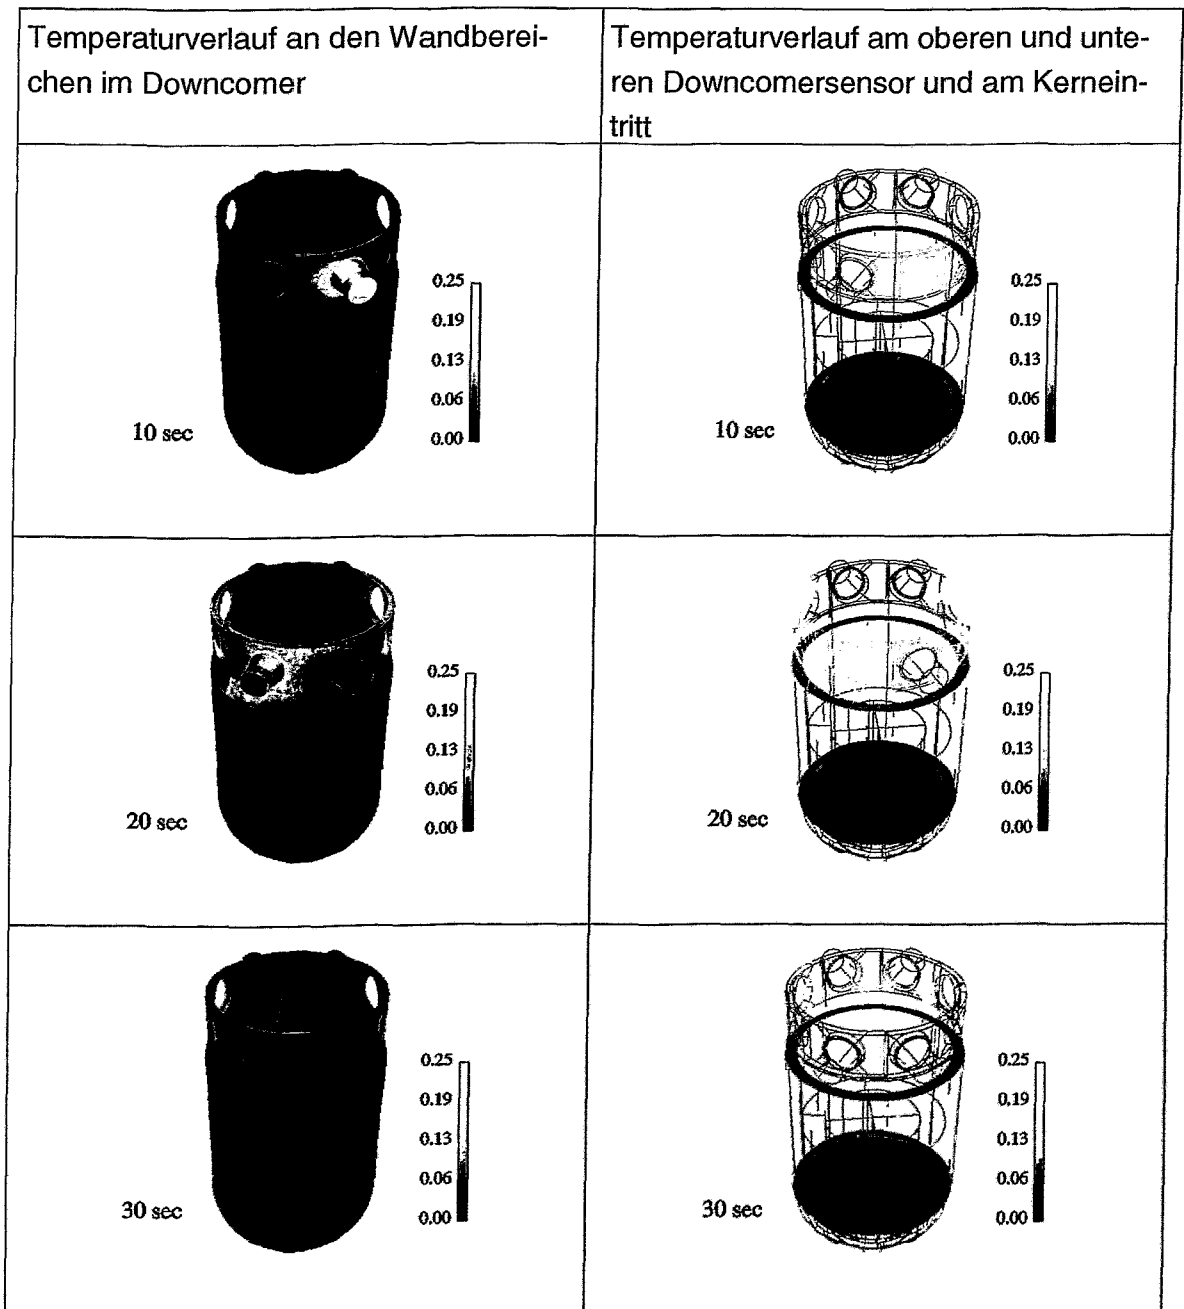 Temperaturverlauf an den Wandberei-
chen im Downcomer
Temperaturverlauf am oberen und unte-
ren Downcomersensor und am Kernein-
tritt
0.25
0.19
0.13
0.06
0.00
10 sec
0.25
0.19
0.13
0.06
0.00
10 sec
0.25
0.19
0.13
0.06
0.00
20 sec
0.25
0.19
0.13
0.06
0.00
20 sec
0.25
0.19
0.13
0.06
0.00
30 sec
0.25
0.19
0.13
0.06
0.00
30 sec